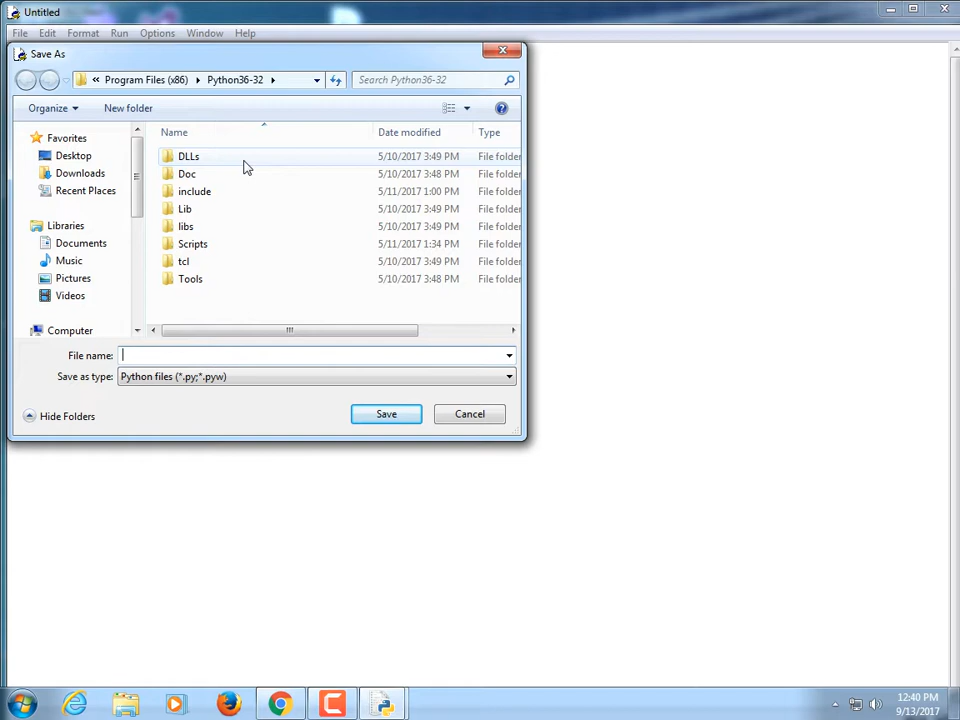 Untitled
File Edit Format Run Options Window Help
Save As
« Program Files (x86) Python36-32
Search Python36-32
Organize New folder
Name Date modified Type
Favorites
Desktop
Downloads
Recent Places
Libraries
Documents
Music
Pictures
Videos
Computer
DLLs 5/10/2017 3:49 PM File folder
Doc 5/10/2017 3:48 PM File folder
include 5/11/2017 1:00 PM File folder
Lib 5/10/2017 3:49 PM File folder
libs 5/10/2017 3:49 PM File folder
Scripts 5/11/2017 1:34 PM File folder
tcl 5/10/2017 3:49 PM File folder
Tools 5/10/2017 3:48 PM File folder
File name:
Save as type: Python files (*.py;*.pyw)
Hide Folders Save Cancel
12:40 PM
9/13/2017